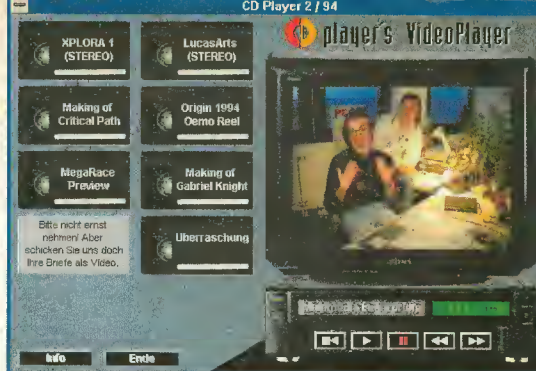 CD Player 2 / 94
player's VideoPlayer
XPLORA 1
(STEREO)
LucasArts
(STEREO)
Making of
Critical Path
Origin 1994
Demo Reel
MegaRace
Preview
Making of
Gabriel Knight
Bitte nicht ernst
nehmen! Aber
schicken Sie uns doch
Ihre Briefe als Video.
Überraschung
Info
Ende